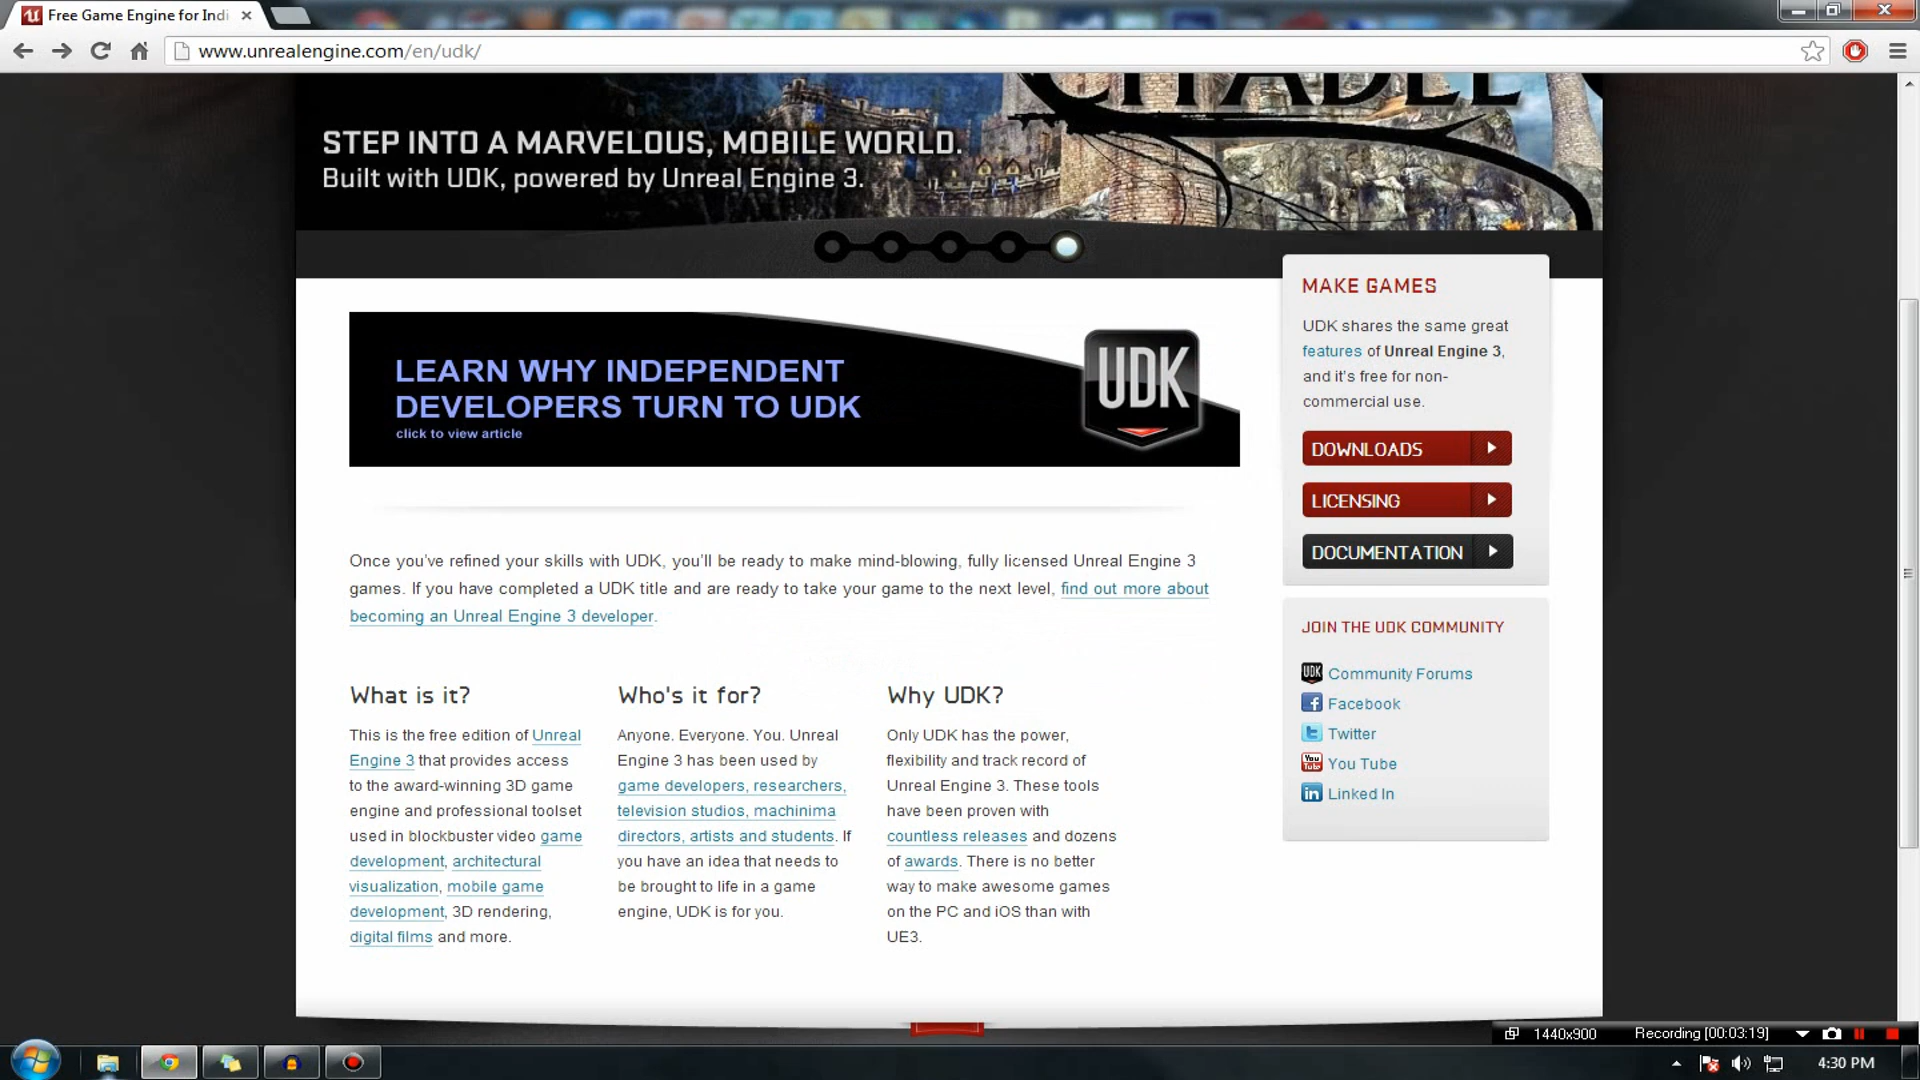 Free Game Engine for Indi
www.unrealengine.com/en/udk/
CITADEL
STEP INTO A MARVELOUS, MOBILE WORLD.
Built with UDK, powered by Unreal Engine 3.
LEARN WHY INDEPENDENT
DEVELOPERS TURN TO UDK
click to view article
UDK
Once you've refined your skills with UDK, you'll be ready to make mind-blowing, fully licensed Unreal Engine 3
games. If you have completed a UDK title and are ready to take your game to the next level, find out more about
becoming an Unreal Engine 3 developer.
What is it?
This is the free edition of Unreal
Engine 3 that provides access
to the award-winning 3D game
engine and professional toolset
used in blockbuster video game
development, architectural
visualization, mobile game
development, 3D rendering,
digital films and more.
Who's it for?
Anyone. Everyone. You. Unreal
Engine 3 has been used by
game developers, researchers,
television studios, machinima
directors, artists and students. If
you have an idea that needs to
be brought to life in a game
engine, UDK is for you.
Why UDK?
Only UDK has the power,
flexibility and track record of
Unreal Engine 3. These tools
have been proven with
countless releases and dozens
of awards. There is no better
way to make awesome games
on the PC and iOS than with
UE3.
MAKE GAMES
UDK shares the same great
features of Unreal Engine 3,
and it's free for non-
commercial use.
DOWNLOADS
LICENSING
DOCUMENTATION
JOIN THE UDK COMMUNITY
UDK Community Forums
Facebook
Twitter
You Tube
Linked In
1440x900
Recording [00:03:19]
4:30 PM